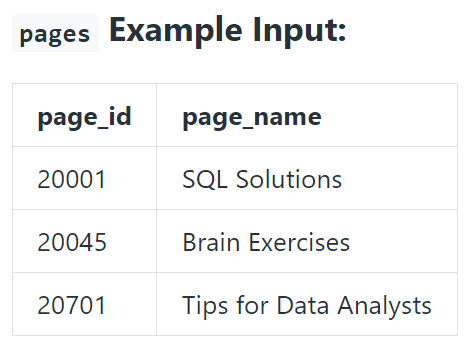 pages Example Input:
page_id page_name
20001 SQL Solutions
20045 Brain Exercises
20701 Tips for Data Analysts